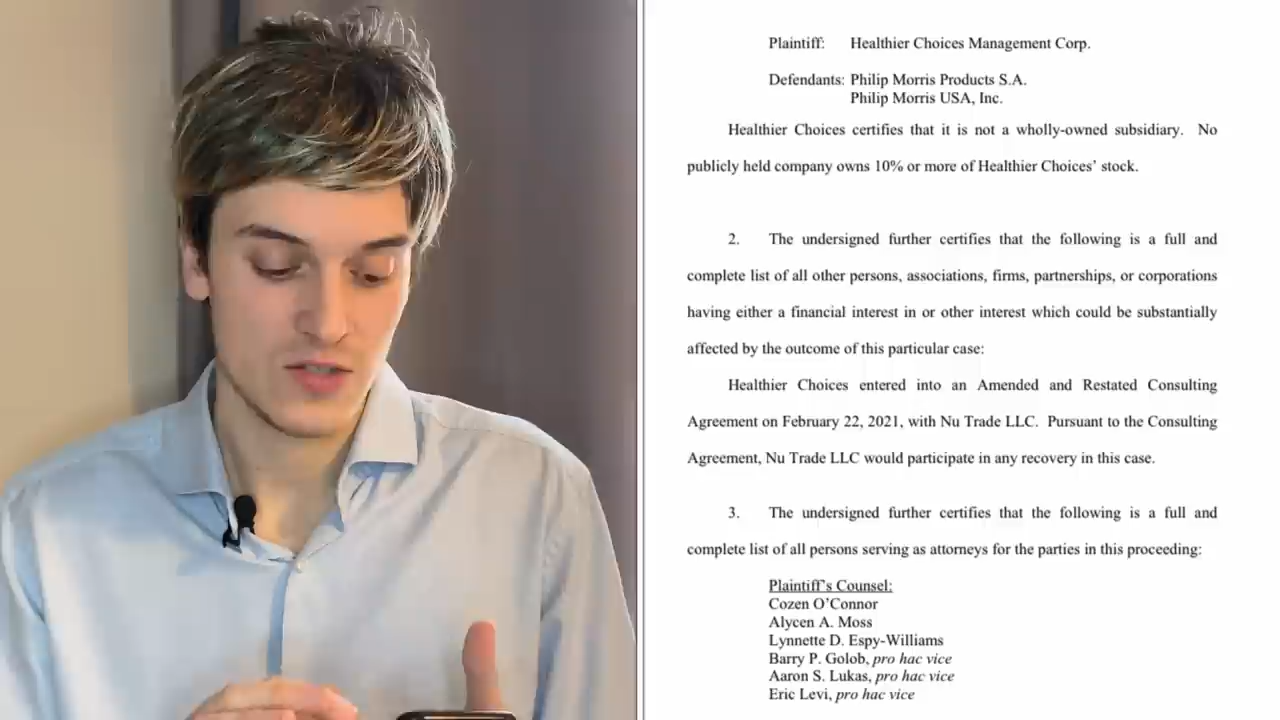 Plaintiff: Healthier Choices Management Corp.
Defendants: Philip Morris Products S.A.
Philip Morris USA, Inc.
Healthier Choices certifies that it is not a wholly-owned subsidiary. No
publicly held company owns 10% or more of Healthier Choices’ stock.
2. The undersigned further certifies that the following is a full and
complete list of all other persons, associations, firms, partnerships, or corporations
having either a financial interest in or other interest which could be substantially
affected by the outcome of this particular case:
Healthier Choices entered into an Amended and Restated Consulting
Agreement on February 22, 2021, with Nu Trade LLC. Pursuant to the Consulting
Agreement, Nu Trade LLC would participate in any recovery in this case.
3. The undersigned further certifies that the following is a full and
complete list of all persons serving as attorneys for the parties in this proceeding:
Plaintiff’s Counsel:
Cozen O’Connor
Alycen A. Moss
Lynnette D. Espy-Williams
Barry P. Golob, pro hac vice
Aaron S. Lukas, pro hac vice
Eric Levi, pro hac vice